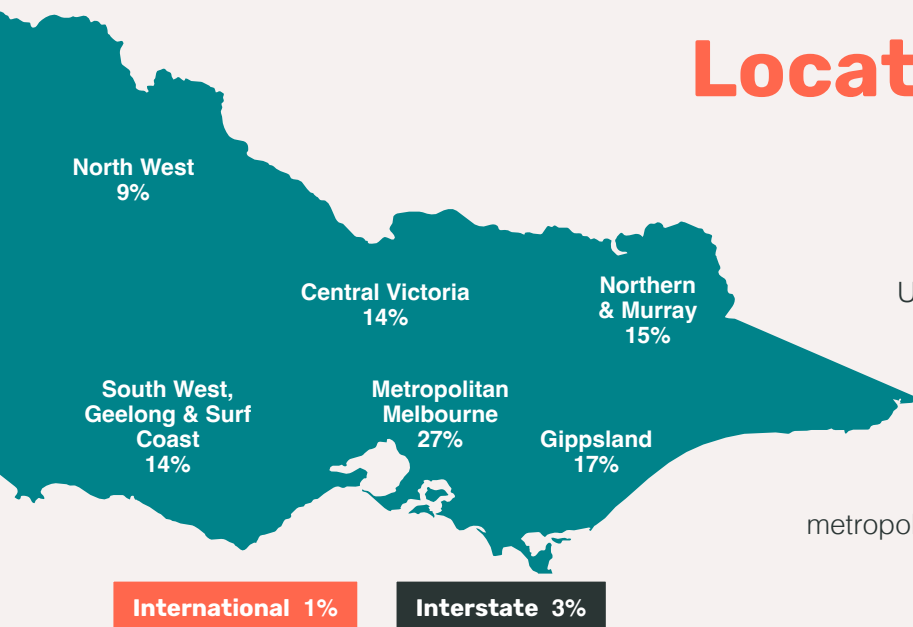 Locat
North West
9%
Central Victoria
14%
Northern
& Murray
15%
U
South West,
Geelong & Surf
Coast
14%
Metropolitan
Melbourne
27%
Gippsland
17%
metropo
International 1%
Interstate 3%